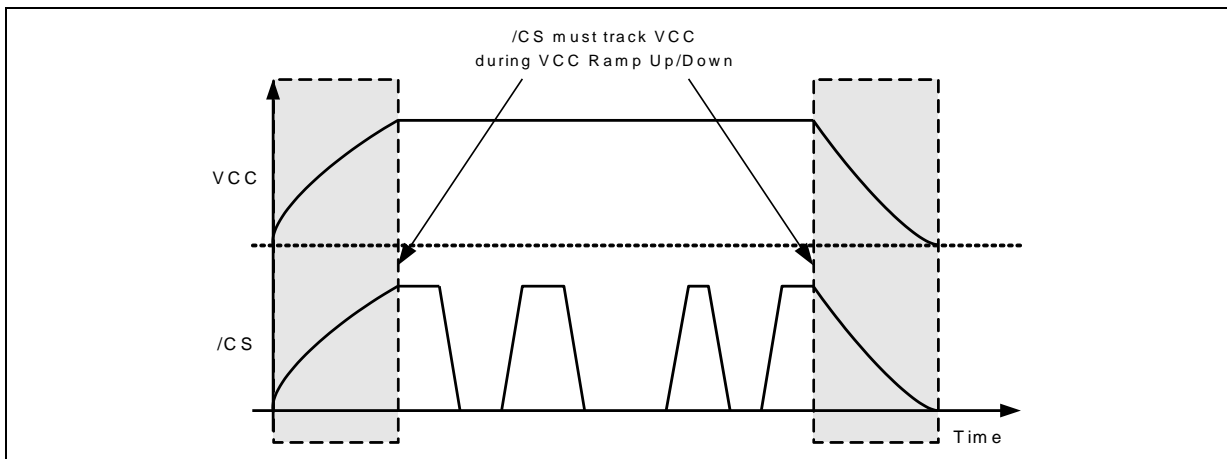 /CS must track VCC
during VCC Ramp Up/Down
VCC
/CS
Time